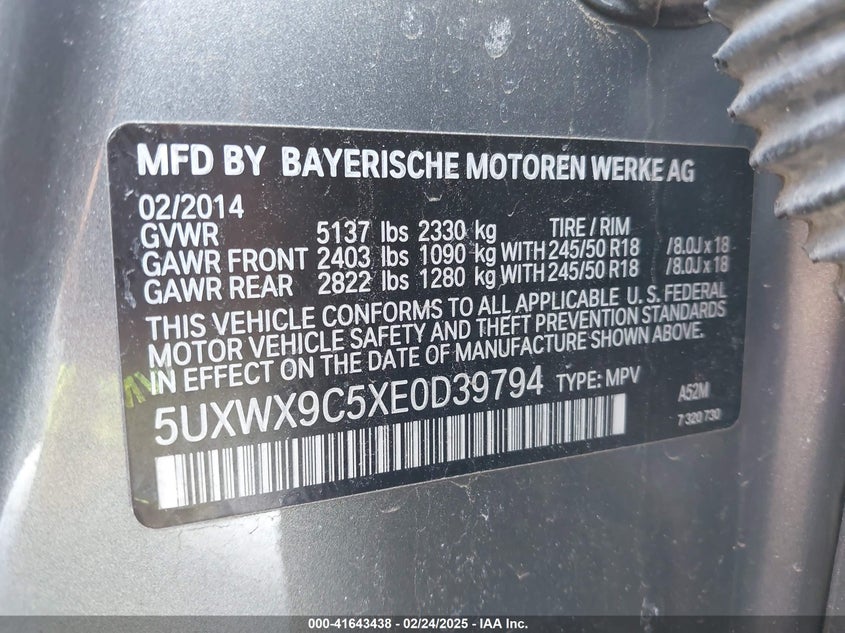 MFD BY BAYERISCHE MOTOREN WERKE AG
02/2014
GVWR 5137 lbs 2330 kg TIRE / RIM
GAWR FRONT 2403 lbs 1090 kg WITH 245/50 R18 /8.0J x 18
GAWR REAR 2822 lbs 1280 kg WITH 245/50 R18 /8.0J x 18
THIS VEHICLE CONFORMS TO ALL APPLICABLE U.S. FEDERAL
MOTOR VEHICLE SAFETY AND THEFT PREVENTION STANDARDS
IN EFFECT ON THE DATE OF MANUFACTURE SHOWN ABOVE.
5UXWX9C5XE0D39794 TYPE: MPV A52M
7 320 730
000-41643438 - 02/24/2025 - IAA Inc.